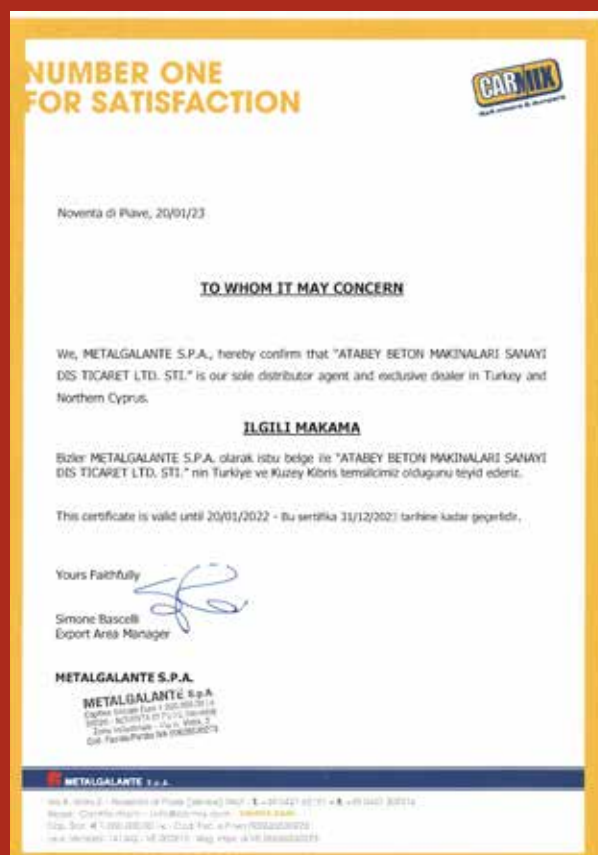 NUMBER ONE
FOR SATISFACTION
CARMIX
Noventa di Piave, 20/01/23
TO WHOM IT MAY CONCERN
We, METALGALANTE S.P.A., hereby confirm that "ATABEY BETON MAKINALARI SANAYI
DIS TICARET LTD. STI." is our sole distributor agent and exclusive dealer in Turkey and
Northern Cyprus.
ILGILI MAKAMA
Bizler METALGALANTE S.P.A. olarak isbu belge ile "ATABEY BETON MAKINALARI SANAYI
DIS TICARET LTD. STI." nin Turkiye ve Kuzey Kibris temsilcimiz oldugunu teyid ederiz.
This certificate is valid until 20/01/2022 - Bu sertifika tarihine kadar geçerlidir.
Yours Faithfully
Simone Bascelli
Export Area Manager
METALGALANTE S.P.A.
METALGALANTE S.p.A.
METALGALANTE S.p.A.